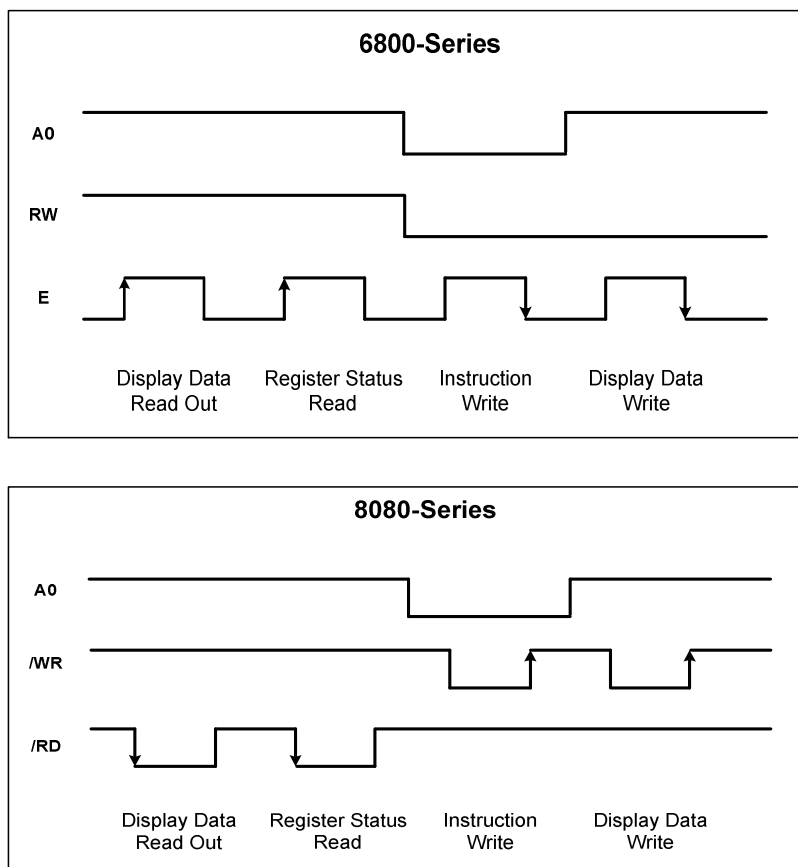 6800-Series
A0
RW
E
Display Data Register Status Instruction Display Data
Read Out Read Write Write
8080-Series
A0
/WR
/RD
Display Data Register Status Instruction Display Data
Read Out Read Write Write